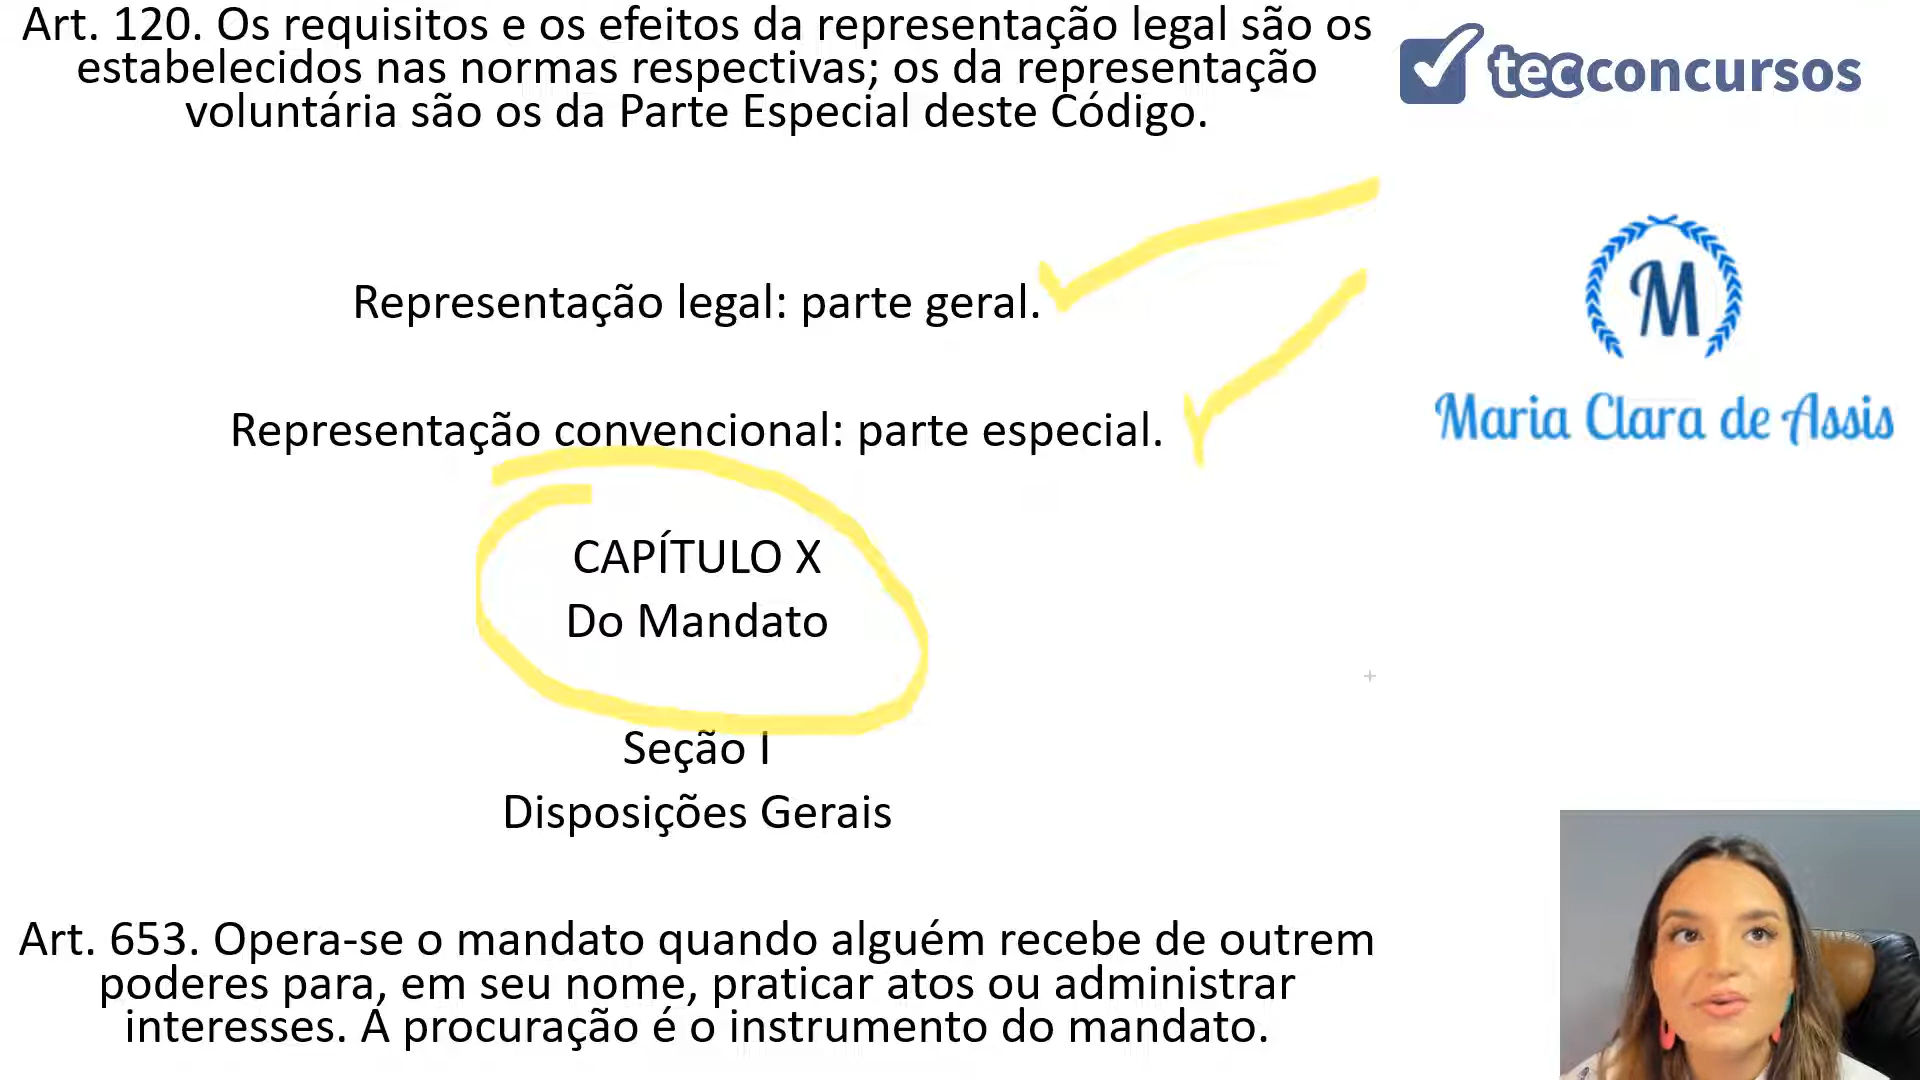 Art. 120. Os requisitos e os efeitos da representação legal são os
estabelecidos nas normas respectivas; os da representação
voluntária são os da Parte Especial deste Código.
tecconcursos
Representação legal: parte geral.
M
Maria Clara de Assis
Representação convencional: parte especial.
CAPÍTULO X
Do Mandato
Seção I
Disposições Gerais
Art. 653. Opera-se o mandato quando alguém recebe de outrem
poderes para, em seu nome, praticar atos ou administrar
interesses. A procuração é o instrumento do mandato.